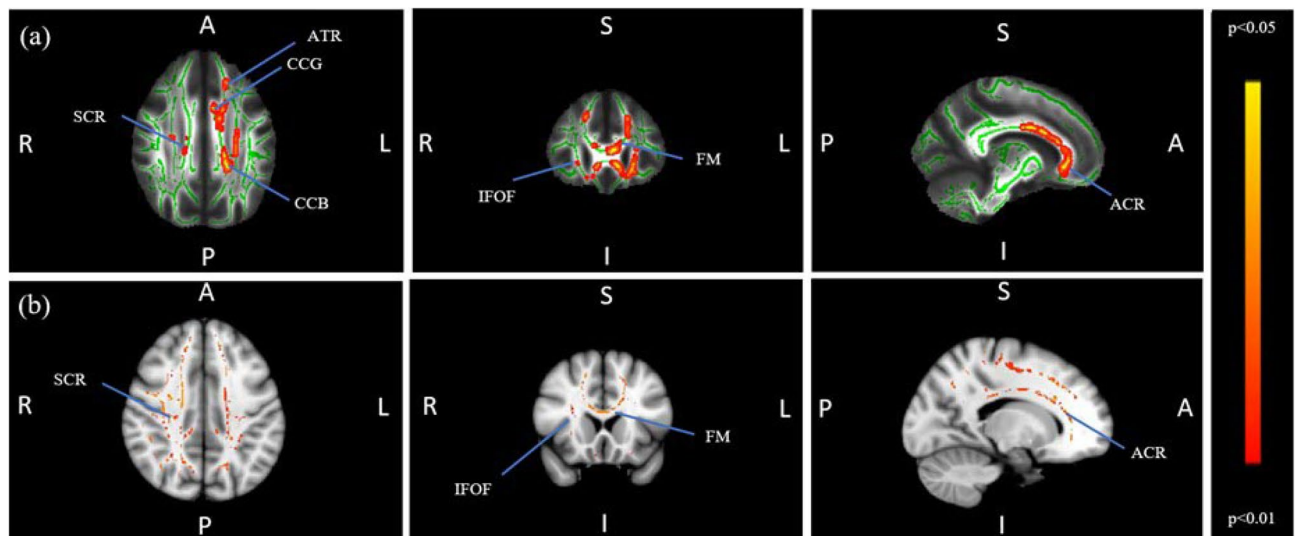 (a)
A
ATR
CCG
SCR
R
L
CCB
P
S
R
L
FM
IFOF
I
S
P
A
ACR
I
p<0.05
(b)
A
SCR
R
L
P
S
R
L
FM
IFOF
I
S
P
A
ACR
I
p<0.01